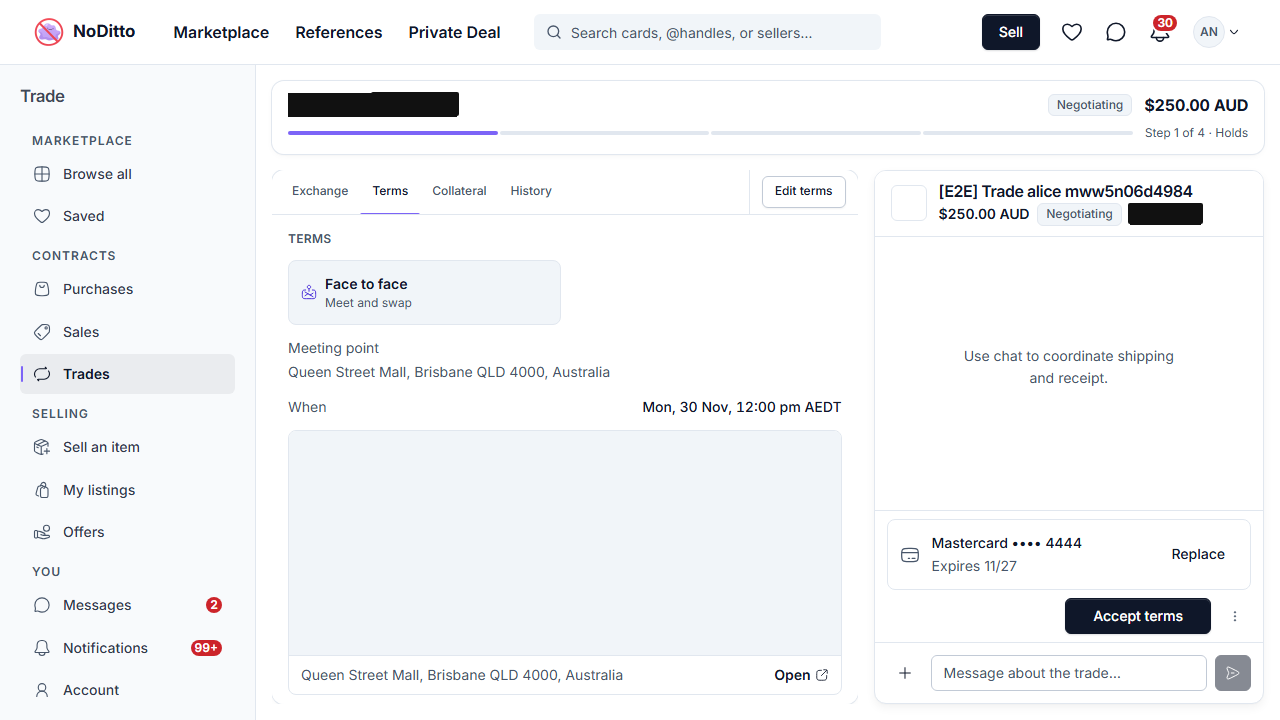 NoDitto
Marketplace
References
Private Deal
Search cards, @handles, or sellers...
Sell
30
AN
Trade
MARKETPLACE
Browse all
Saved
CONTRACTS
Purchases
Sales
Trades
SELLING
Sell an item
My listings
Offers
YOU
Messages
2
Notifications
99+
Account
Negotiating
$250.00 AUD
Step 1 of 4 · Holds
Exchange
Terms
Collateral
History
Edit terms
TERMS
Face to face
Meet and swap
Meeting point
Queen Street Mall, Brisbane QLD 4000, Australia
When
Mon, 30 Nov, 12:00 pm AEDT
Queen Street Mall, Brisbane QLD 4000, Australia
Open
[E2E] Trade alice mww5n06d4984
$250.00 AUD
Negotiating
Use chat to coordinate shipping
and receipt.
Mastercard •••• 4444
Expires 11/27
Replace
Accept terms
Message about the trade...